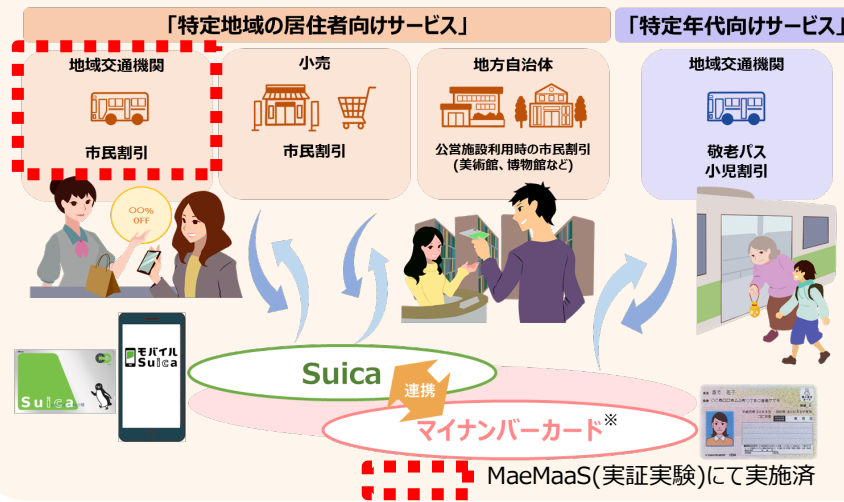 「特定地域の居住者向けサービス」
「特定年代向けサービス」
地域交通機関
市民割引
小売
市民割引
地方自治体
公営施設利用時の市民割引
(美術館、博物館など)
地域交通機関
敬老パス
小児割引
○○%
OFF
モバイル
Suica
Suica
Suica
連携
マイナンバーカード※
MaeMaaS(実証実験)にて実施済